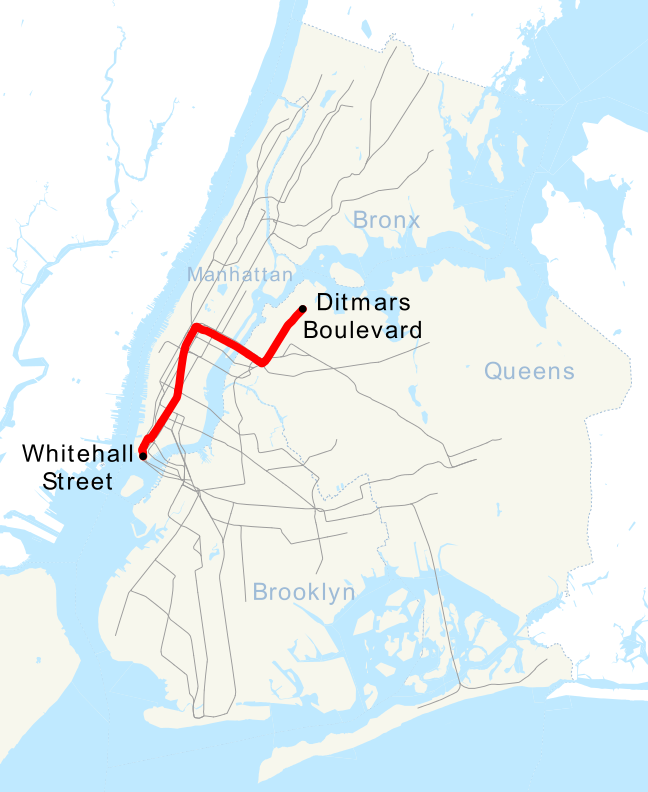 Bronx
Manhattan
Ditmars
Boulevard
Queens
Whitehall
Street
Brooklyn